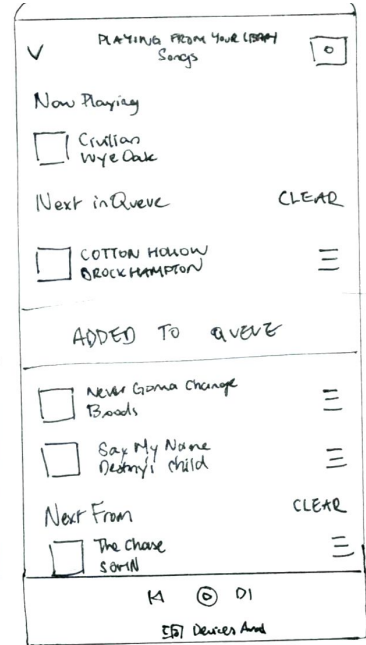 PLAYING FROM YOUR LIBRARY
Songs
Now Playing
Civilian
Wye Oak
Next in Queue CLEAR
COTTON HOLLOW
BROCKHAMPTON
ADDED TO QUEUE
Never Gonna Change
Broods
Say My Name
Destiny's Child
Next From CLEAR
The Chase
Devices